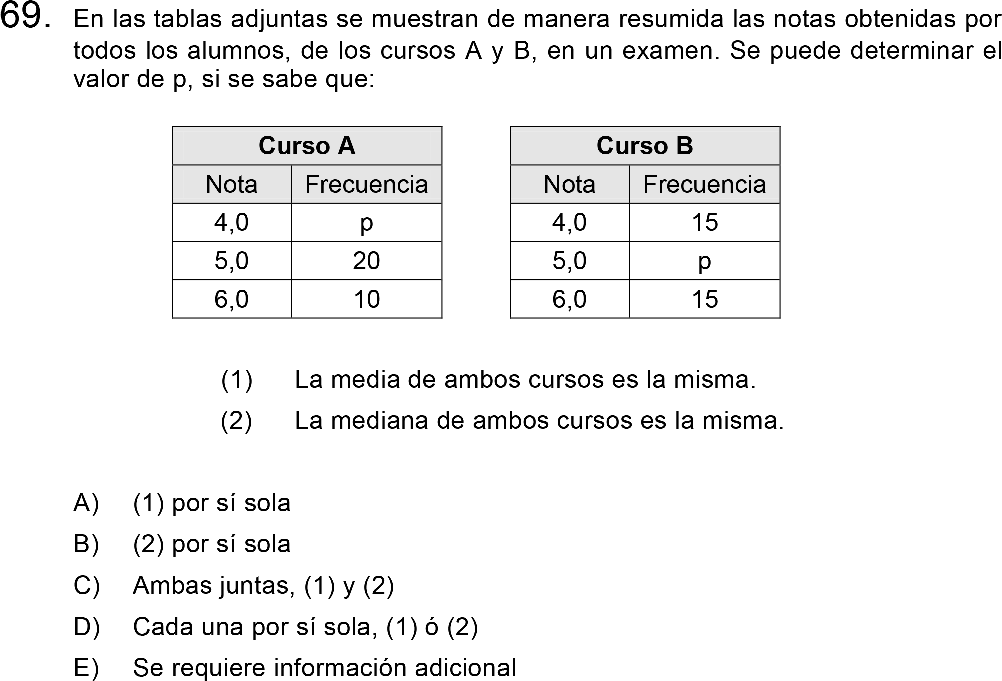 69. En las tablas adjuntas se muestran de manera resumida las notas obtenidas por
todos los alumnos, de los cursos A y B, en un examen. Se puede determinar el
valor de p, si se sabe que:
Curso A
Nota Frecuencia
4,0 p
5,0 20
6,0 10
Curso B
Nota Frecuencia
4,0 15
5,0 p
6,0 15
(1) La media de ambos cursos es la misma.
(2) La mediana de ambos cursos es la misma.
A) (1) por sí sola
B) (2) por sí sola
C) Ambas juntas, (1) y (2)
D) Cada una por sí sola, (1) ó (2)
E) Se requiere información adicional